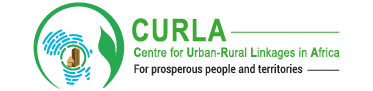 CURLA
Centre for Urban-Rural Linkages in Africa
For prosperous people and territories